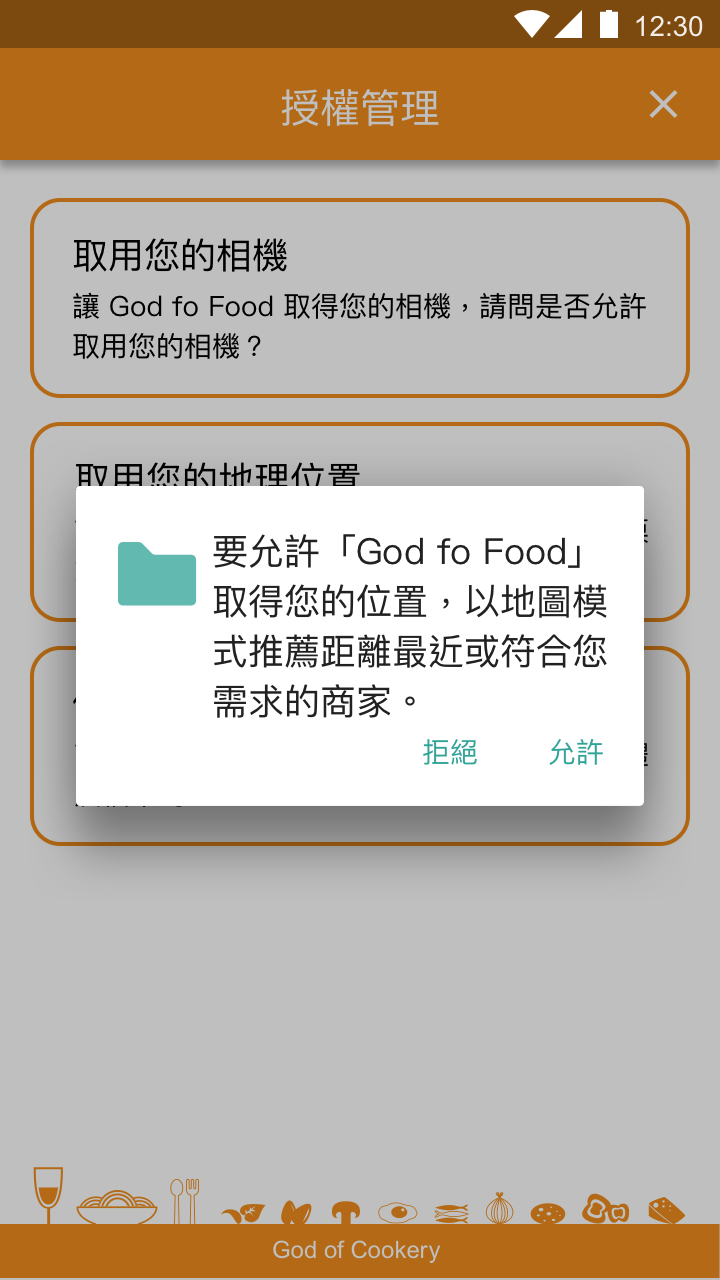 12:30
授權管理
取用您的相機
讓 God fo Food 取得您的相機，請問是否允許
取用您的相機？
取用您的地理位置
要允許「God fo Food」
取得您的位置，以地圖模
式推薦距離最近或符合您
需求的商家。
拒絕 允許
God of Cookery